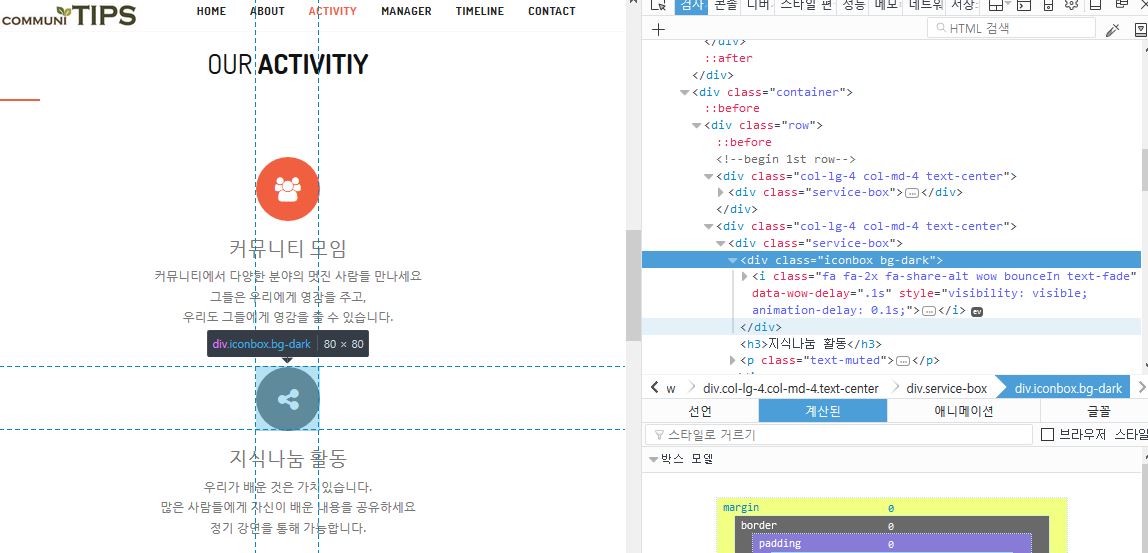 COMMUNITIPS
HOME ABOUT ACTIVITY MANAGER TIMELINE CONTACT
OUR ACTIVITIY
커뮤니티 모임
커뮤니티에서 다양한 분야의 멋진 사람들 만나세요
그들은 우리에게 영감을 주고,
우리도 그들에게 영감을 줄 수 있습니다.
div.iconbox.bg-dark 80 × 80
지식나눔 활동
우리가 배운 것은 가치있습니다.
많은 사람들에게 자신이 배운 내용을 공유하세요
정기 강연을 통해 가능합니다.
검사 콘솔 디버 스타일 편 성능 메모 네트워 저장
HTML 검색
</div>
::after
</div>
<div class="container">
::before
<div class="row">
::before
<!--begin 1st row-->
<div class="col-lg-4 col-md-4 text-center">
<div class="service-box"></div>
</div>
<div class="col-lg-4 col-md-4 text-center">
<div class="service-box">
<div class="iconbox bg-dark">
<i class="fa fa-2x fa-share-alt wow bounceIn text-fade"
data-wow-delay=".1s" style="visibility: visible;
animation-delay: 0.1s;"></i> ev
</div>
<h3>지식나눔 활동</h3>
<p class="text-muted"></p>
w div.col-lg-4.col-md-4.text-center div.service-box div.iconbox.bg-dark
선언 계산된 애니메이션 글꼴
스타일로 거르기 브라우저 스타일
박스 모델
margin 0
border 0
padding 0